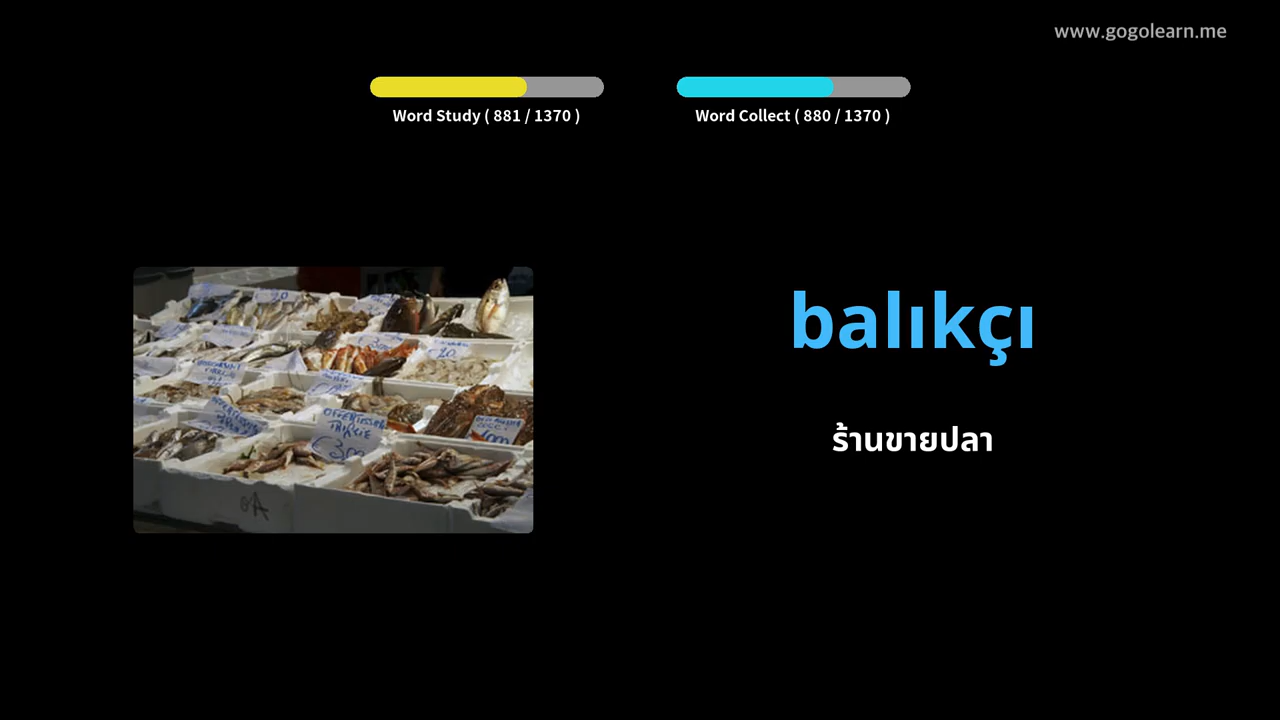 www.gogolearn.me
Word Study ( 881 / 1370 )
Word Collect ( 880 / 1370 )
balıkçı
ร้านขายปลา